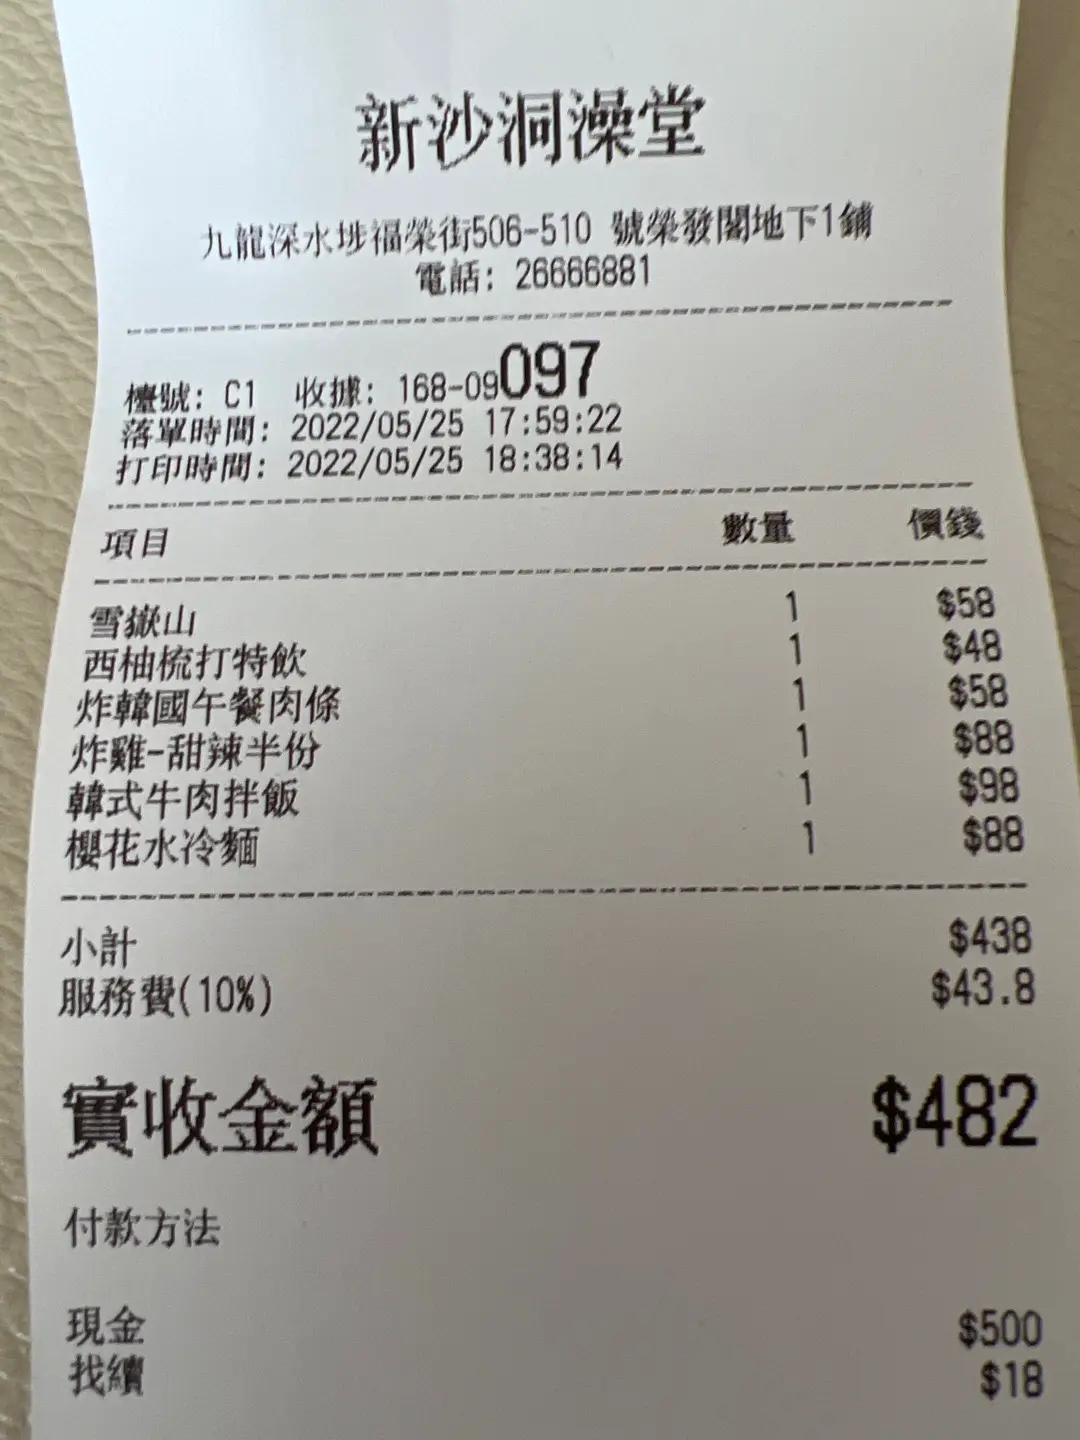 新沙洞澡堂
九龍深水埗福榮街506-510 號榮發閣地下1鋪
電話: 26666881
檯號: C1 收據: 168-09097
落單時間: 2022/05/25 17:59:22
打印時間: 2022/05/25 18:38:14
項目 數量 價錢
雪嶽山 1 $58
西柚梳打特飲 1 $48
炸韓國午餐肉條 1 $58
炸雞-甜辣半份 1 $88
韓式牛肉拌飯 1 $98
櫻花水冷麵 1 $88
小計 $438
服務費(10%) $43.8
實收金額 $482
付款方法
現金 $500
找續 $18